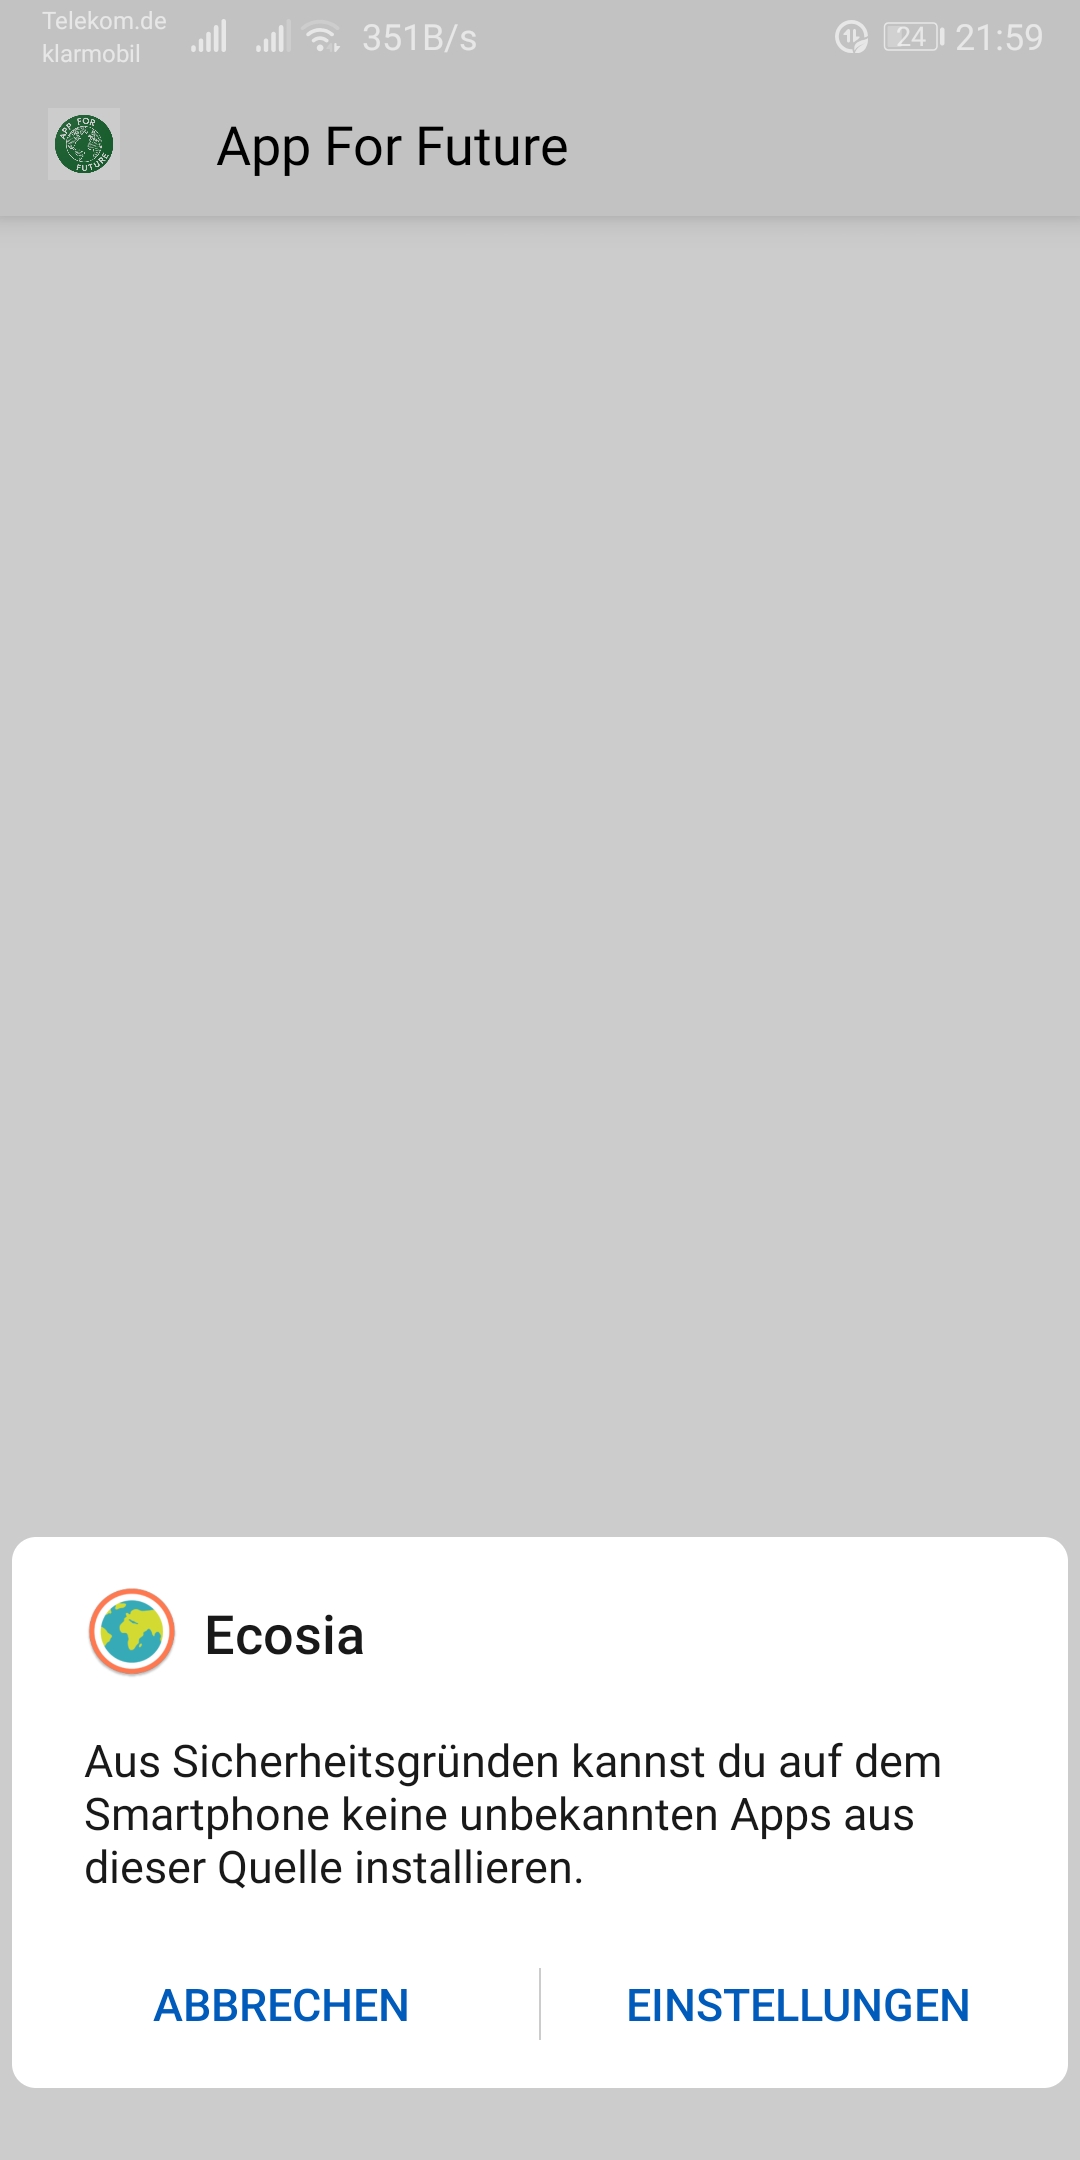 Telekom.de
klarmobil
351B/s
24
21:59
APP FOR
FUTURE
App For Future
Ecosia
Aus Sicherheitsgründen kannst du auf dem
Smartphone keine unbekannten Apps aus
dieser Quelle installieren.
ABBRECHEN
EINSTELLUNGEN